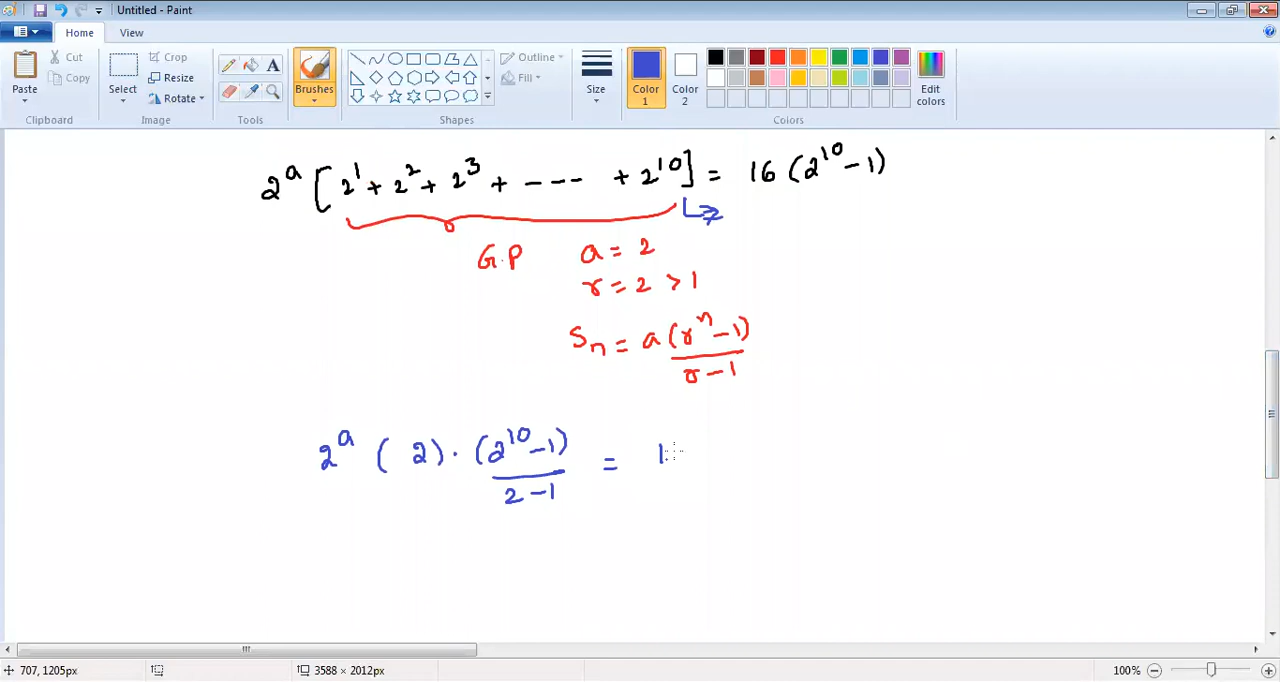 Untitled - Paint
Home View
Paste Cut Copy Select Crop Resize Rotate Brushes Outline Fill Size Color 1 Color 2 Edit colors
Clipboard Image Tools Shapes Colors
2^a [2^1 + 2^2 + 2^3 + ---- + 2^10] = 16 (2^10 - 1)
G.P a = 2
r = 2 > 1
S_n = a (r^n - 1)
r - 1
2^a ( 2) · (2^10 - 1) = 1
2 - 1
707, 1205px 3588 × 2012px 100%